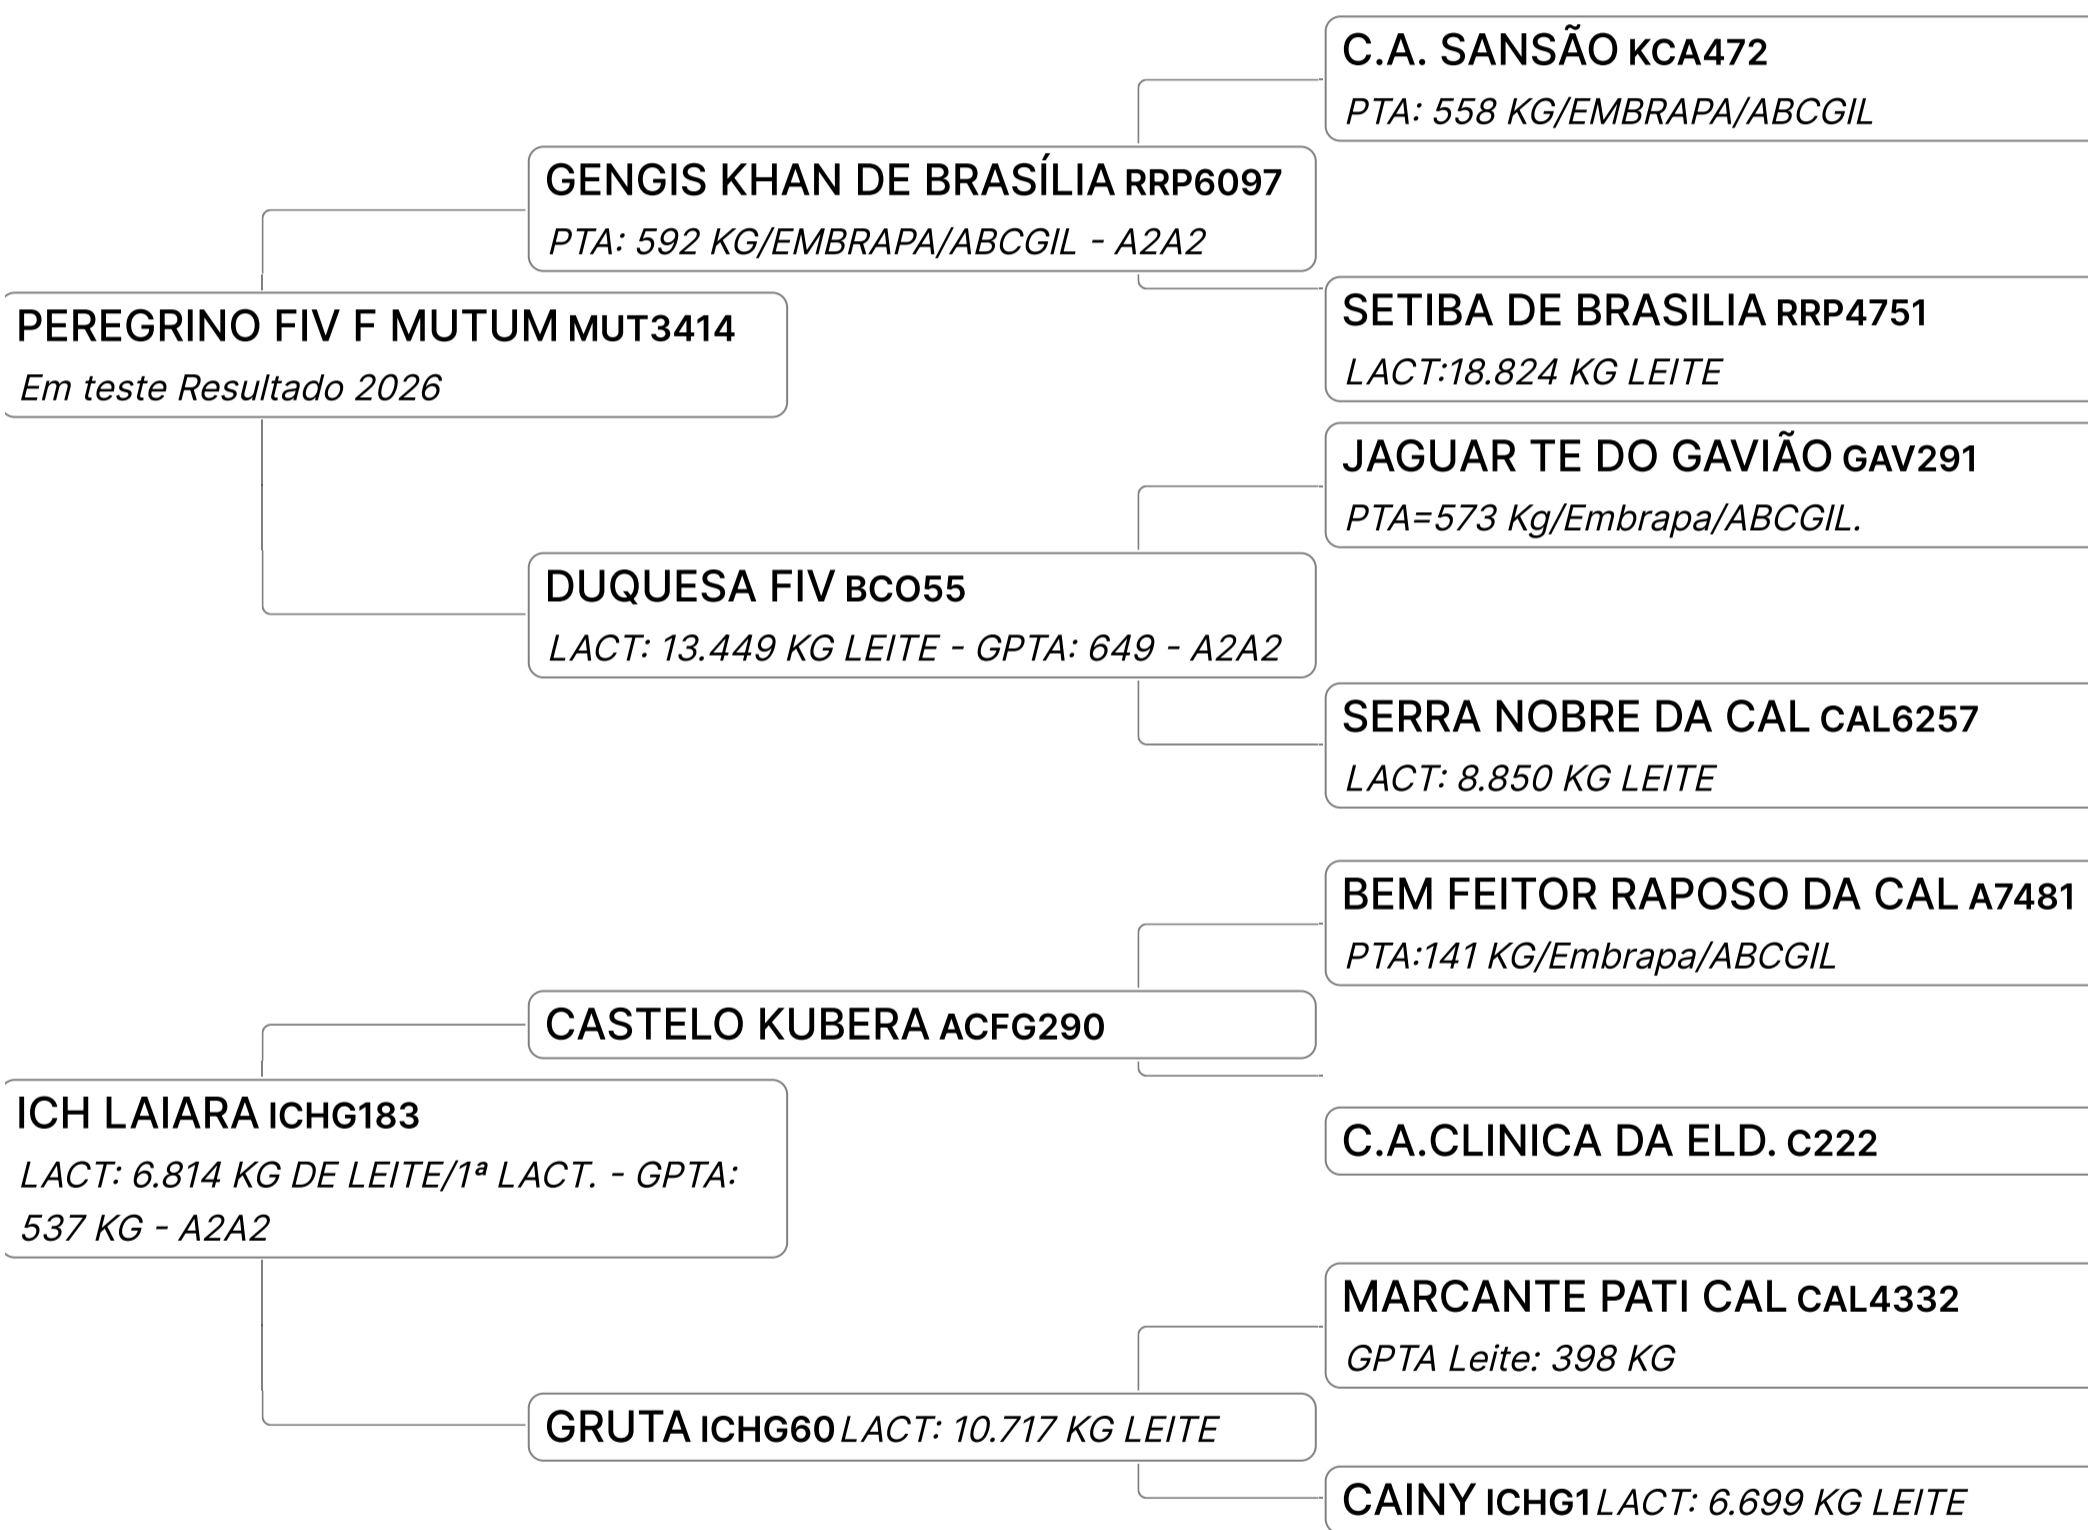 C.A. SANSÃO KCA472
PTA: 558 KG/EMBRAPA/ABCGIL
GENGIS KHAN DE BRASÍLIA RRP6097
PTA: 592 KG/EMBRAPA/ABCGIL - A2A2
SETIBA DE BRASILIA RRP4751
LACT:18.824 KG LEITE
PEREGRINO FIV F MUTUM MUT3414
Em teste Resultado 2026
JAGUAR TE DO GAVIÃO GAV291
PTA=573 Kg/Embrapa/ABCGIL.
DUQUESA FIV BCO55
LACT: 13.449 KG LEITE - GPTA: 649 - A2A2
SERRA NOBRE DA CAL CAL6257
LACT: 8.850 KG LEITE
BEM FEITOR RAPOSO DA CAL A7481
PTA:141 KG/Embrapa/ABCGIL
CASTELO KUBERA ACFG290
C.A.CLINICA DA ELD. C222
ICH LAIARA ICHG183
LACT: 6.814 KG DE LEITE/1ª LACT. - GPTA:
537 KG - A2A2
MARCANTE PATI CAL CAL4332
GPTA Leite: 398 KG
GRUTA ICHG60 LACT: 10.717 KG LEITE
CAINY ICHG1 LACT: 6.699 KG LEITE